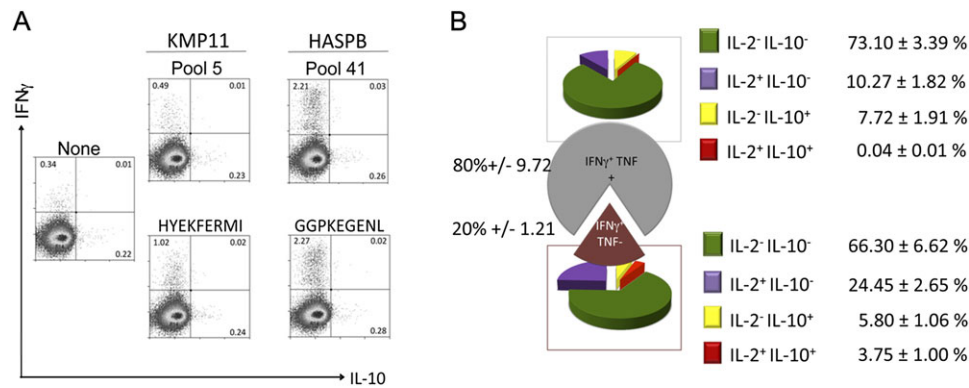 A
KMP11
HASPB
Pool 5
Pool 41
IFNγ
0.49
0.01
0.23
2.21
0.03
0.26
None
0.34
0.01
0.22
HYEKFERMI
GGPKEGENL
1.02
0.02
0.24
2.27
0.02
0.28
IL-10
B
IL-2⁻ IL-10⁻ 73.10 ± 3.39 %
IL-2⁺ IL-10⁻ 10.27 ± 1.82 %
IL-2⁻ IL-10⁺ 7.72 ± 1.91 %
IL-2⁺ IL-10⁺ 0.04 ± 0.01 %
80%+/- 9.72
IFNγ⁺ TNF
+
20% +/- 1.21
IFNγ⁺
TNF-
IL-2⁻ IL-10⁻ 66.30 ± 6.62 %
IL-2⁺ IL-10⁻ 24.45 ± 2.65 %
IL-2⁻ IL-10⁺ 5.80 ± 1.06 %
IL-2⁺ IL-10⁺ 3.75 ± 1.00 %